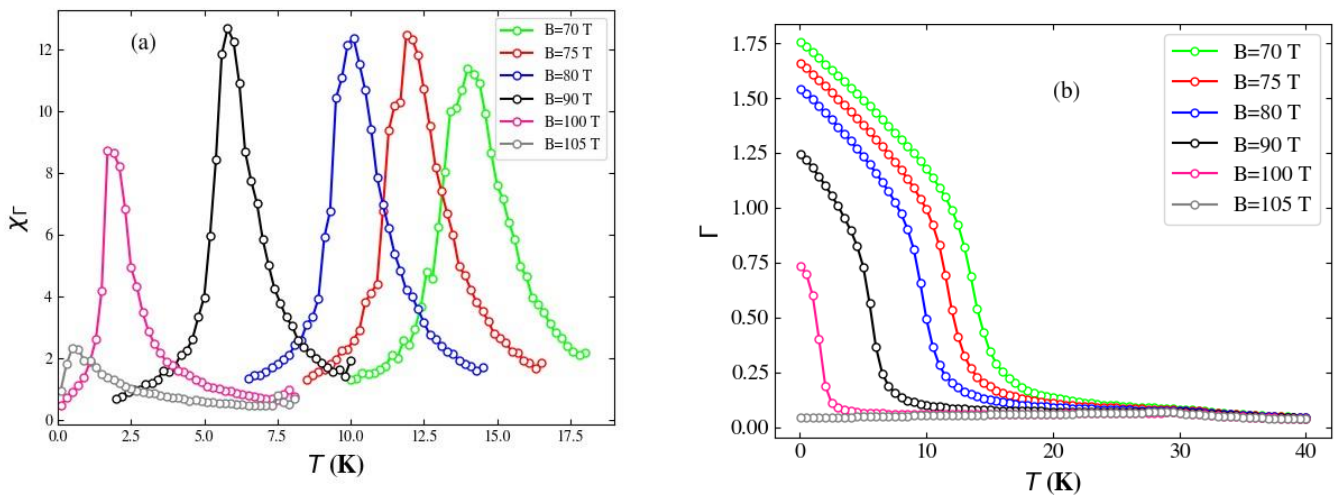 (a)
B=70 T
B=75 T
B=80 T
B=90 T
B=100 T
B=105 T
12
10
8
6
4
2
0
χΓ
0.0 2.5 5.0 7.5 10.0 12.5 15.0 17.5
T (K)
(b)
B=70 T
B=75 T
B=80 T
B=90 T
B=100 T
B=105 T
1.75
1.50
1.25
1.00
0.75
0.50
0.25
0.00
Γ
0 10 20 30 40
T (K)